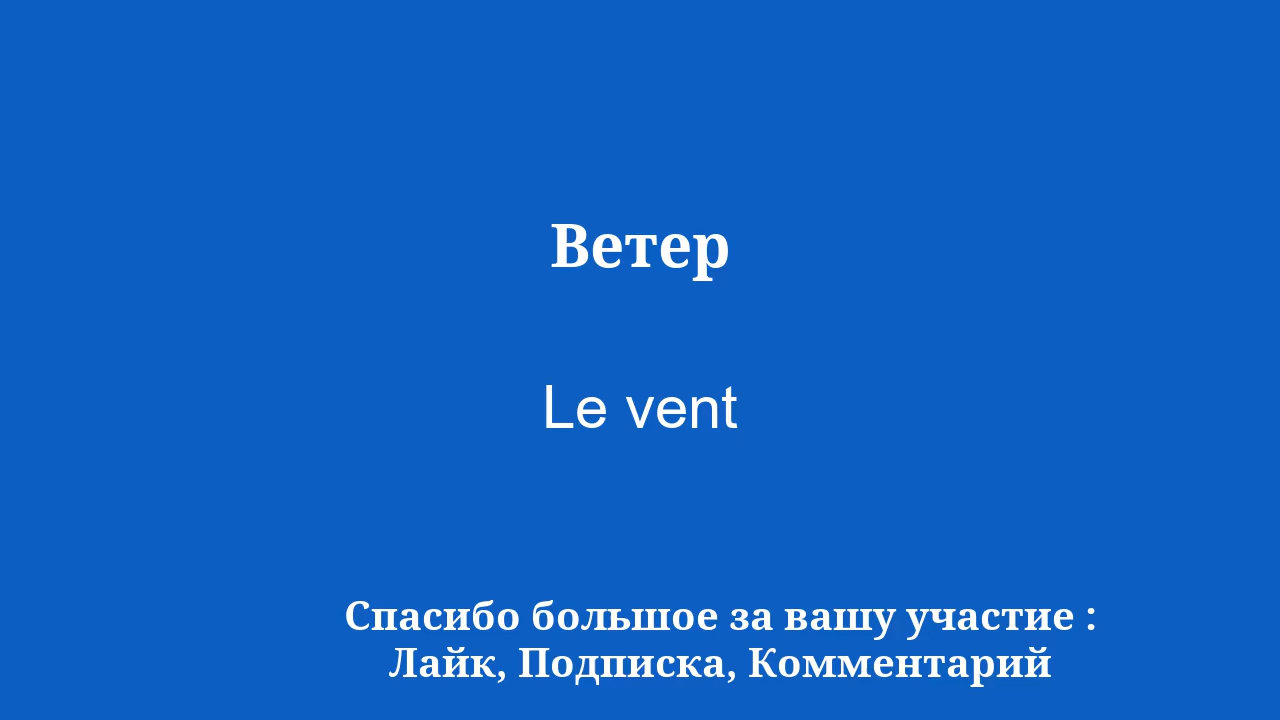 Ветер
Le vent
Спасибо большое за вашу участие :
Лайк, Подписка, Комментарий